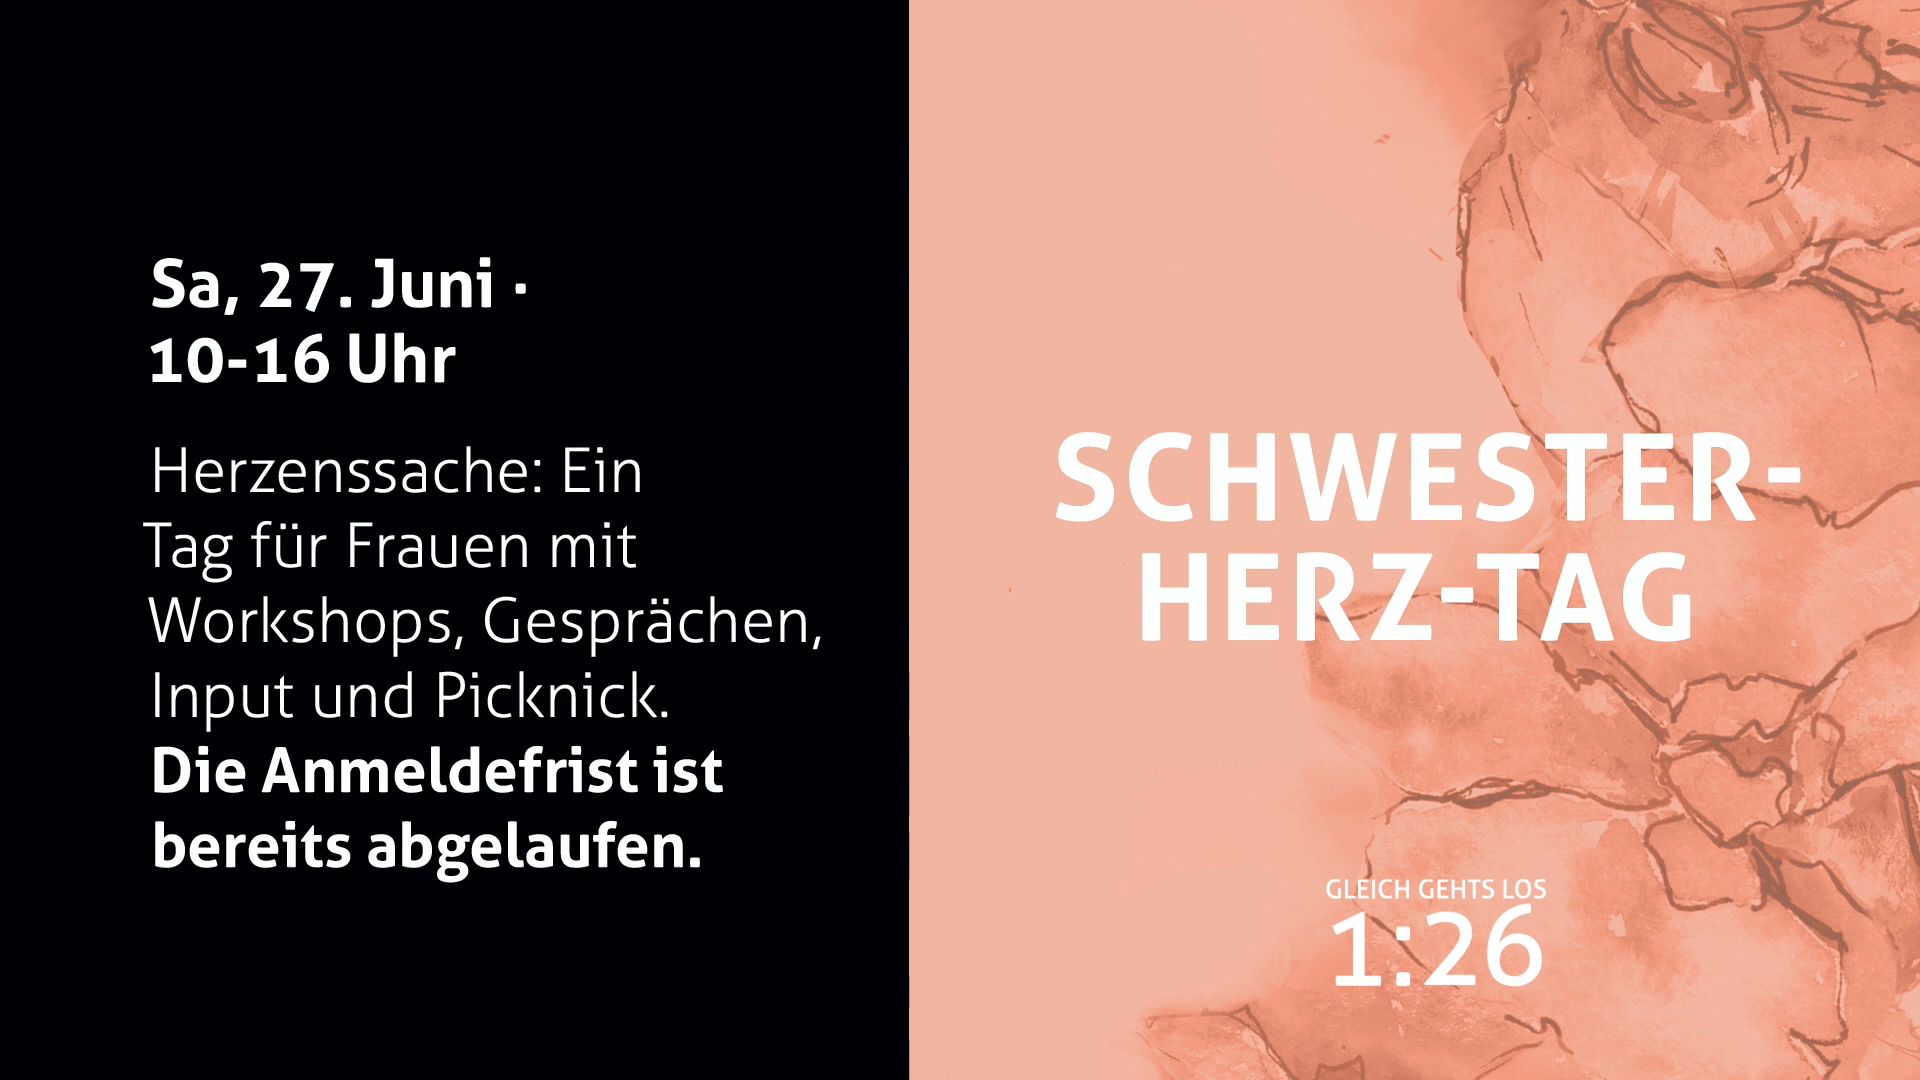 Sa, 27. Juni ·
10-16 Uhr
Herzenssache: Ein
Tag für Frauen mit
Workshops, Gesprächen,
Input und Picknick.
Die Anmeldefrist ist
bereits abgelaufen.
SCHWESTER-
HERZ-TAG
GLEICH GEHTS LOS
1:26